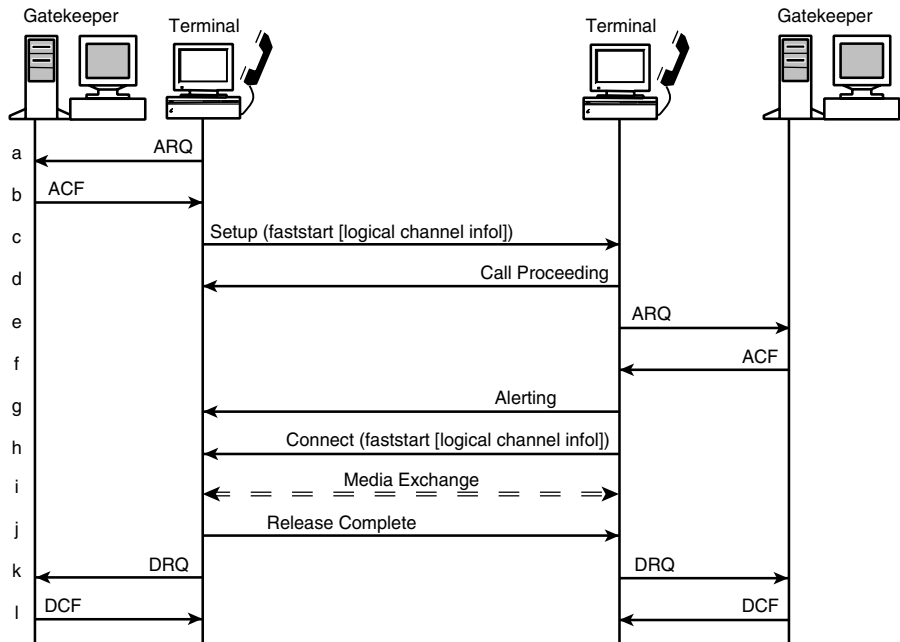 Gatekeeper Terminal Terminal Gatekeeper
a ARQ
b ACF
c Setup (faststart [logical channel infol])
d Call Proceeding
e ARQ
f ACF
g Alerting
h Connect (faststart [logical channel infol])
i Media Exchange
j Release Complete
k DRQ DRQ
l DCF DCF